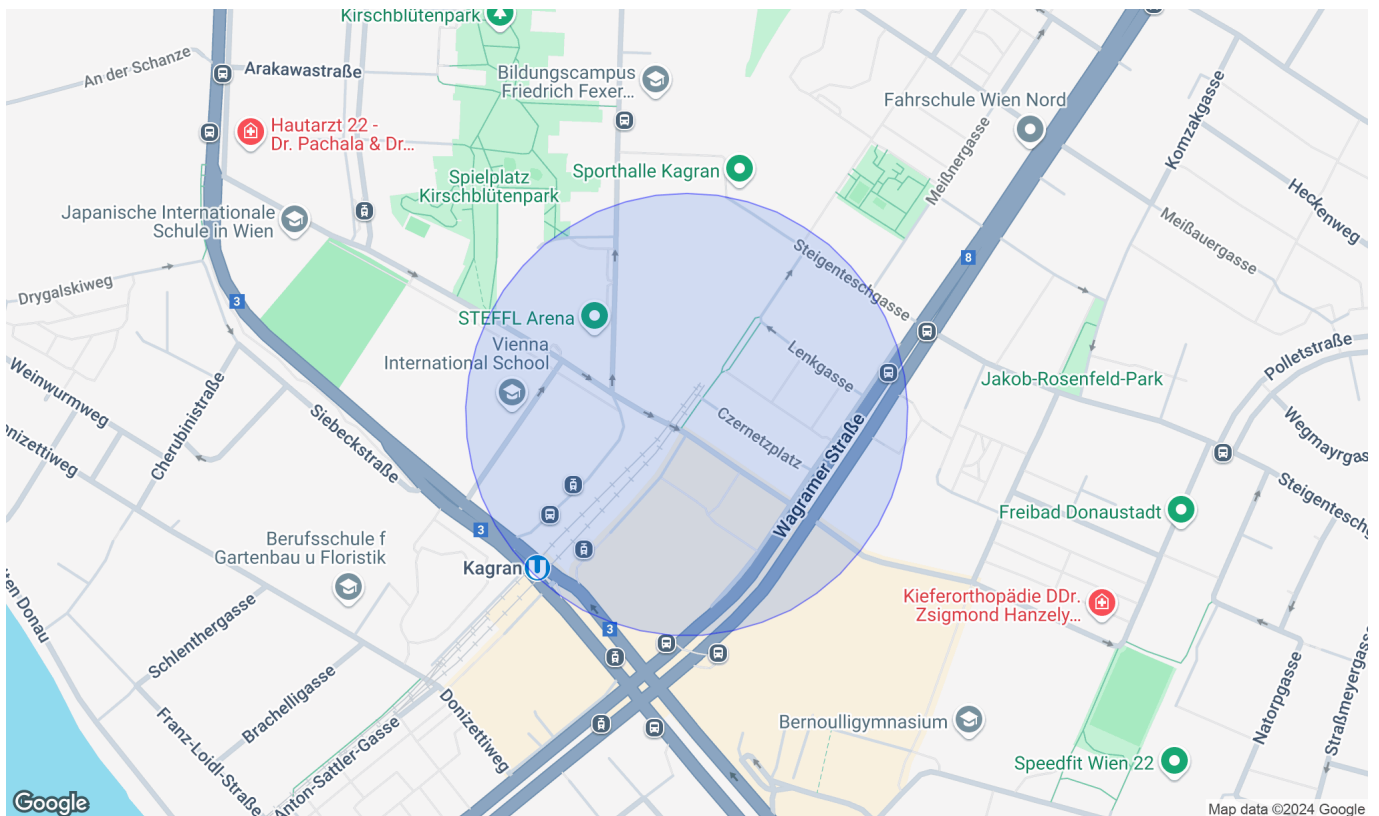 Kirschblütenpark
An der Schanze
Arakawastraße
Bildungscampus
Friedrich Fexer...
Fahrschule Wien Nord
Komzakgasse
Hautarzt 22 -
Dr. Pachala & Dr...
Meißnergasse
Sporthalle Kagran
Spielplatz
Kirschblütenpark
Heckenweg
Japanische Internationale
Schule in Wien
Meißauergasse
Steigenteschgasse
8
Drygalskiweg
3
STEFFL Arena
Vienna
International School
Lenkgasse
Polletstraße
Jakob-Rosenfeld-Park
Weinwurmweg
Cherubinistraße
Siebeckstraße
Czernetzplatz
Wegmayrgas
onizettiweg
Wagramer Straße
Steigentesch
3
Freibad Donaustadt
Berufsschule f
Gartenbau u Floristik
Kagran
U
Kieferorthopädie DDr.
Zsigmond Hanzely...
3
ten Donau
Schlenthergasse
Brachelligasse
Donizettiweg
Natorpgasse
Straßmeyergasse
Franz-Loidl-Straße
Anton-Sattler-Gasse
Bernoulligymnasium
Speedfit Wien 22
Google
Map data ©2024 Google